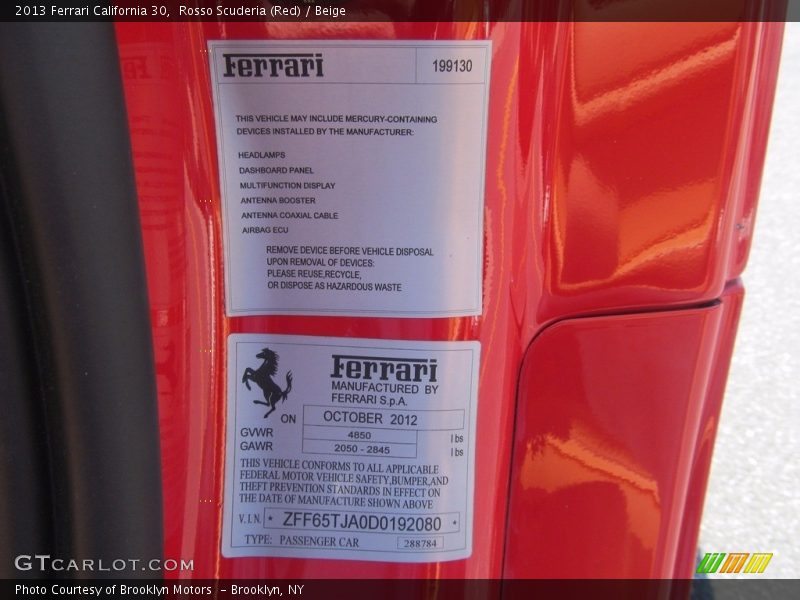 2013 Ferrari California 30, Rosso Scuderia (Red) / Beige
Ferrari
199130
THIS VEHICLE MAY INCLUDE MERCURY-CONTAINING
DEVICES INSTALLED BY THE MANUFACTURER:
HEADLAMPS
DASHBOARD PANEL
MULTIFUNCTION DISPLAY
ANTENNA BOOSTER
ANTENNA COAXIAL CABLE
AIRBAG ECU
REMOVE DEVICE BEFORE VEHICLE DISPOSAL
UPON REMOVAL OF DEVICES:
PLEASE REUSE,RECYCLE,
OR DISPOSE AS HAZARDOUS WASTE
Ferrari
MANUFACTURED BY
FERRARI S.p.A.
ON OCTOBER 2012
GVWR 4850 lbs
GAWR 2050 - 2845 lbs
THIS VEHICLE CONFORMS TO ALL APPLICABLE
FEDERAL MOTOR VEHICLE SAFETY,BUMPER,AND
THEFT PREVENTION STANDARDS IN EFFECT ON
THE DATE OF MANUFACTURE SHOWN ABOVE
V.I.N. * ZFF65TJA0D0192080 *
TYPE: PASSENGER CAR 288784
GTCARLOT.COM
Photo Courtesy of Brooklyn Motors - Brooklyn, NY